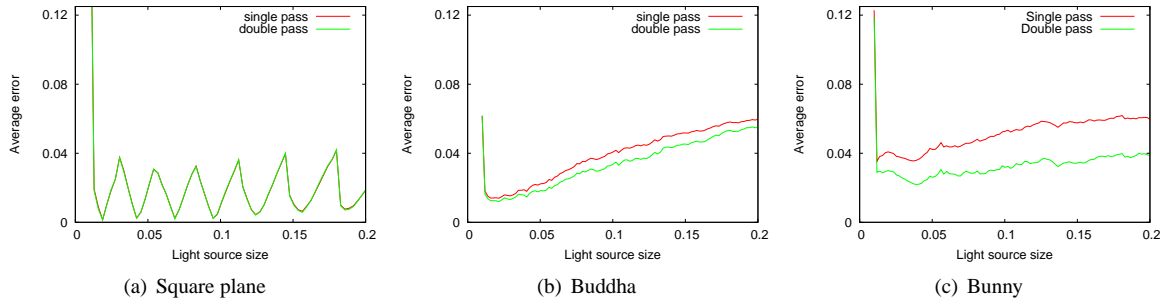 0.12
0.08
0.04
0
0
0.05
0.1
0.15
0.2
Average error
Light source size
single pass
double pass
(a) Square plane
0.12
0.08
0.04
0
0
0.05
0.1
0.15
0.2
Average error
Light source size
single pass
double pass
(b) Buddha
0.12
0.08
0.04
0
0
0.05
0.1
0.15
0.2
Average error
Light source size
Single pass
Double pass
(c) Bunny